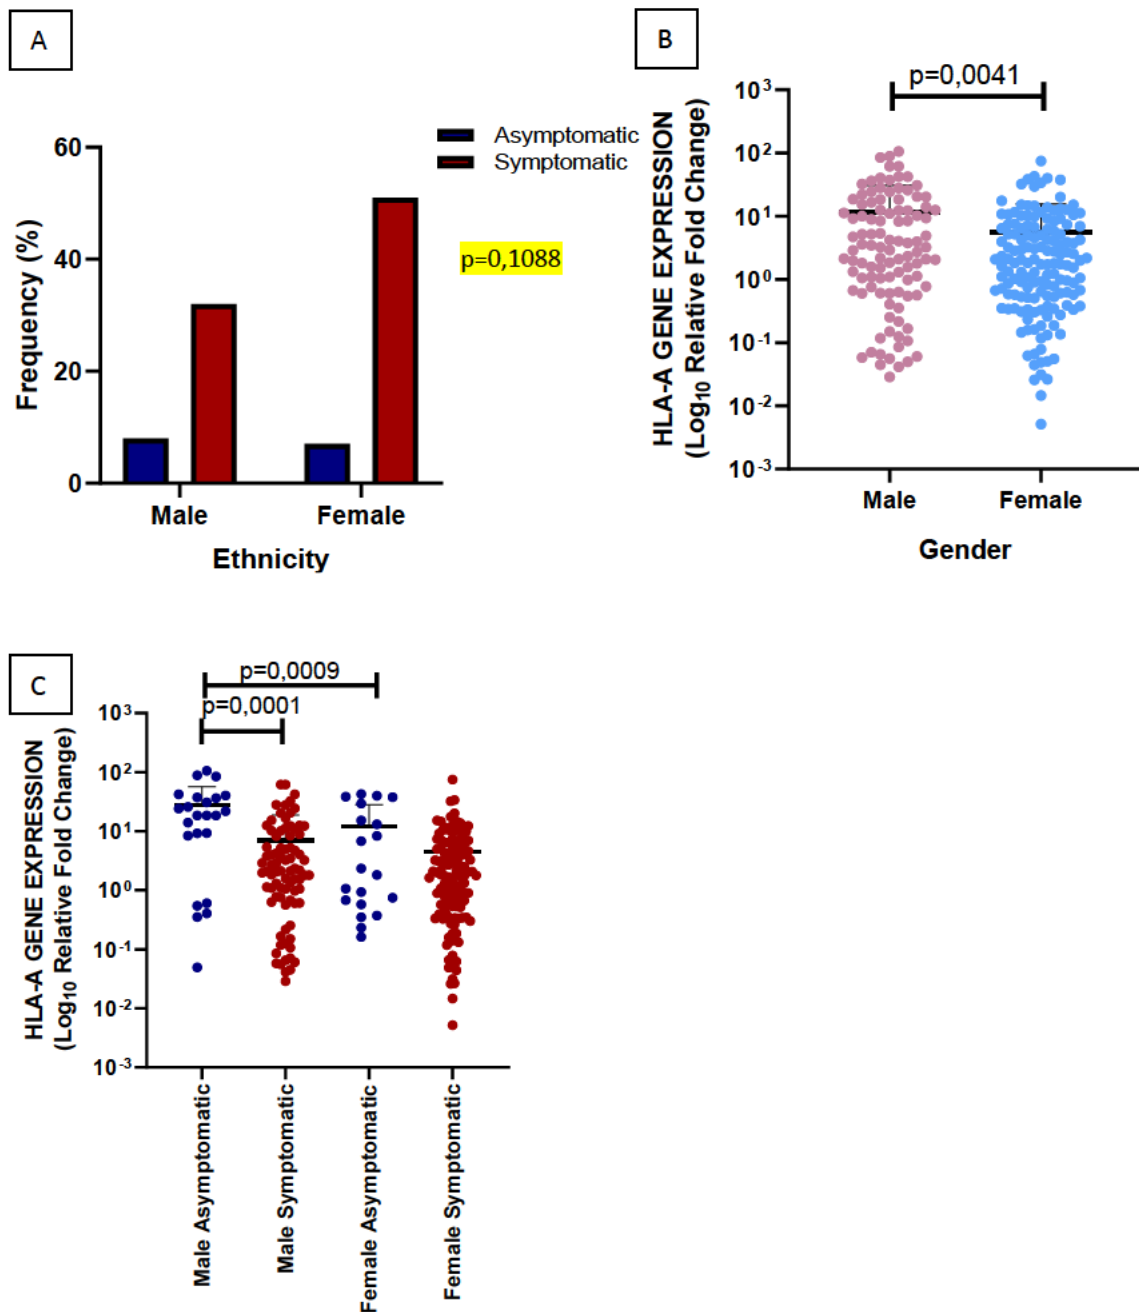 A
Asymptomatic
Symptomatic
60
40
20
0
Frequency (%)
p=0,1088
Male
Female
Ethnicity
B
p=0,0041
HLA-A GENE EXPRESSION
(Log₁₀ Relative Fold Change)
10³
10²
10¹
10⁰
10⁻¹
10⁻²
10⁻³
Male
Female
Gender
C
p=0,0009
p=0,0001
HLA-A GENE EXPRESSION
(Log₁₀ Relative Fold Change)
10³
10²
10¹
10⁰
10⁻¹
10⁻²
10⁻³
Male Asymptomatic
Male Symptomatic
Female Asymptomatic
Female Symptomatic